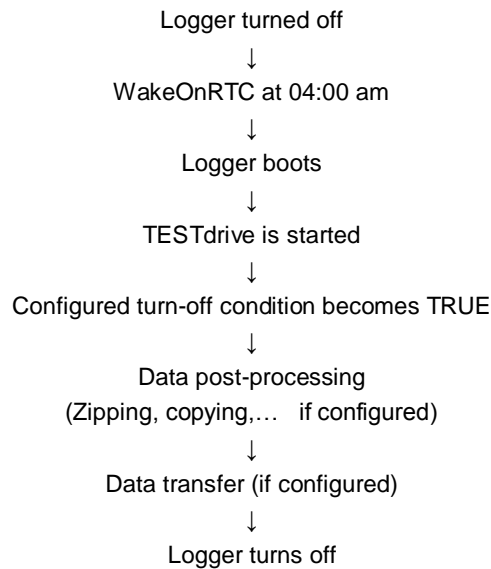 Logger turned off
↓
WakeOnRTC at 04:00 am
↓
Logger boots
↓
TESTdrive is started
↓
Configured turn-off condition becomes TRUE
↓
Data post-processing
(Zipping, copying,… if configured)
↓
Data transfer (if configured)
↓
Logger turns off